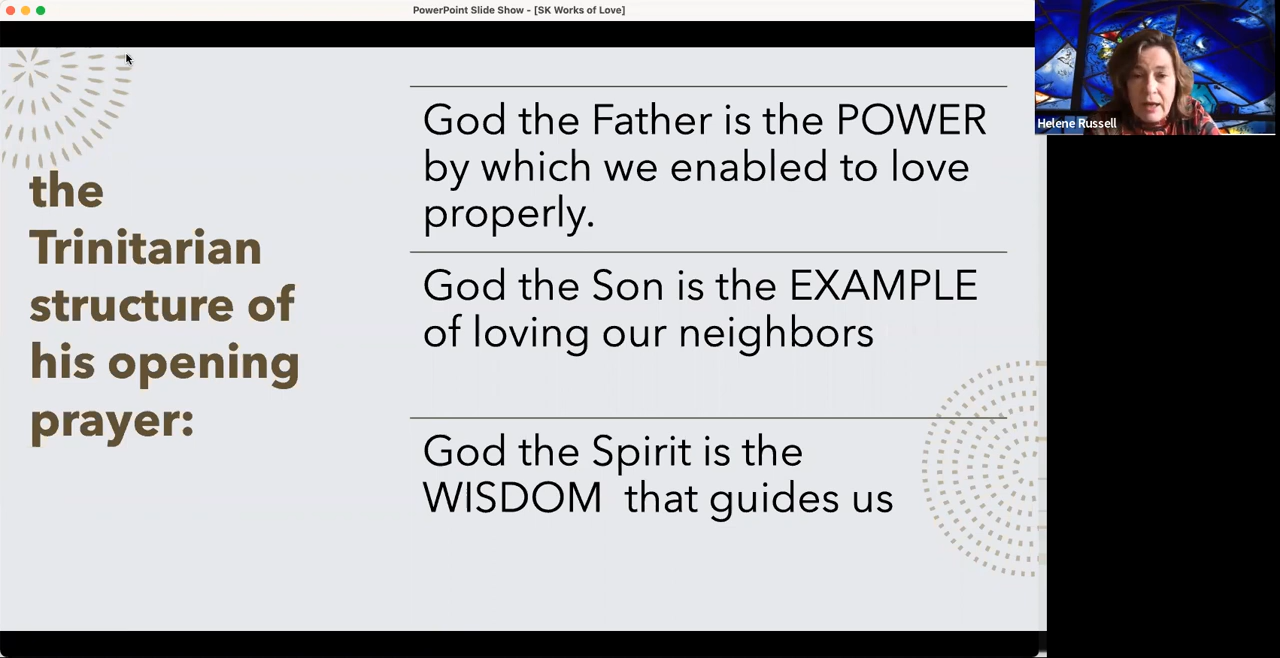 PowerPoint Slide Show - [SK Works of Love]
the
Trinitarian
structure of
his opening
prayer:
God the Father is the POWER
by which we enabled to love
properly.
God the Son is the EXAMPLE
of loving our neighbors
God the Spirit is the
WISDOM  that guides us
Helene Russell